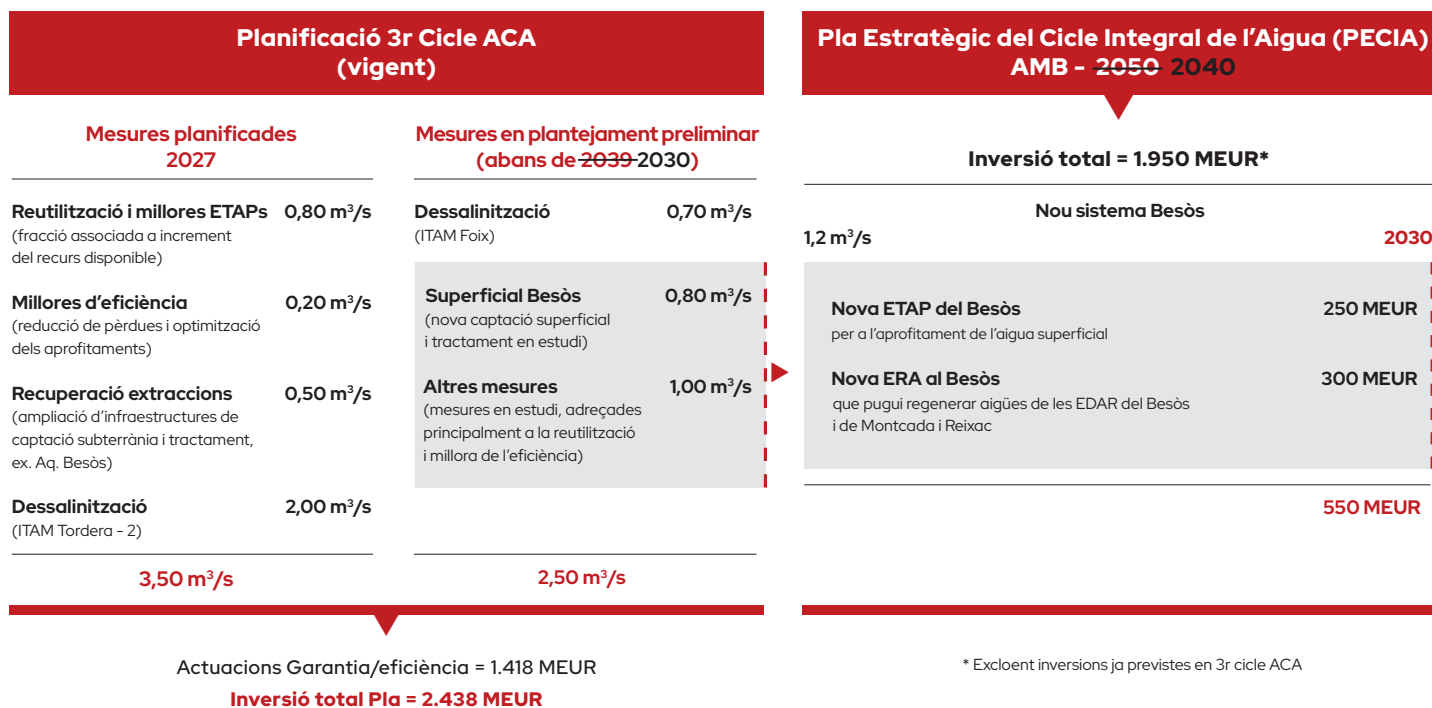 Planificació 3r Cicle ACA
(vigent)
Mesures planificades
2027
Reutilització i millores ETAPs 0,80 m³/s
(fracció associada a increment
del recurs disponible)
Millores d'eficiència 0,20 m³/s
(reducció de pèrdues i optimització
dels aprofitaments)
Recuperació extraccions 0,50 m³/s
(ampliació d'infraestructures de
captació subterrània i tractament,
ex. Aq. Besòs)
Dessalinització 2,00 m³/s
(ITAM Tordera - 2)
3,50 m³/s
Mesures en plantejament preliminar
(abans de 2039 2030)
Dessalinització 0,70 m³/s
(ITAM Foix)
Superficial Besòs 0,80 m³/s
(nova captació superficial
i tractament en estudi)
Altres mesures 1,00 m³/s
(mesures en estudi, adreçades
principalment a la reutilització
i millora de l'eficiència)
2,50 m³/s
Actuacions Garantia/eficiència = 1.418 MEUR
Inversió total Pla = 2.438 MEUR
Pla Estratègic del Cicle Integral de l'Aigua (PECIA)
AMB - 2050 2040
Inversió total = 1.950 MEUR*
Nou sistema Besòs
1,2 m³/s 2030
Nova ETAP del Besòs 250 MEUR
per a l'aprofitament de l'aigua superficial
Nova ERA al Besòs 300 MEUR
que pugui regenerar aigües de les EDAR del Besòs
i de Montcada i Reixac
550 MEUR
* Excloent inversions ja previstes en 3r cicle ACA